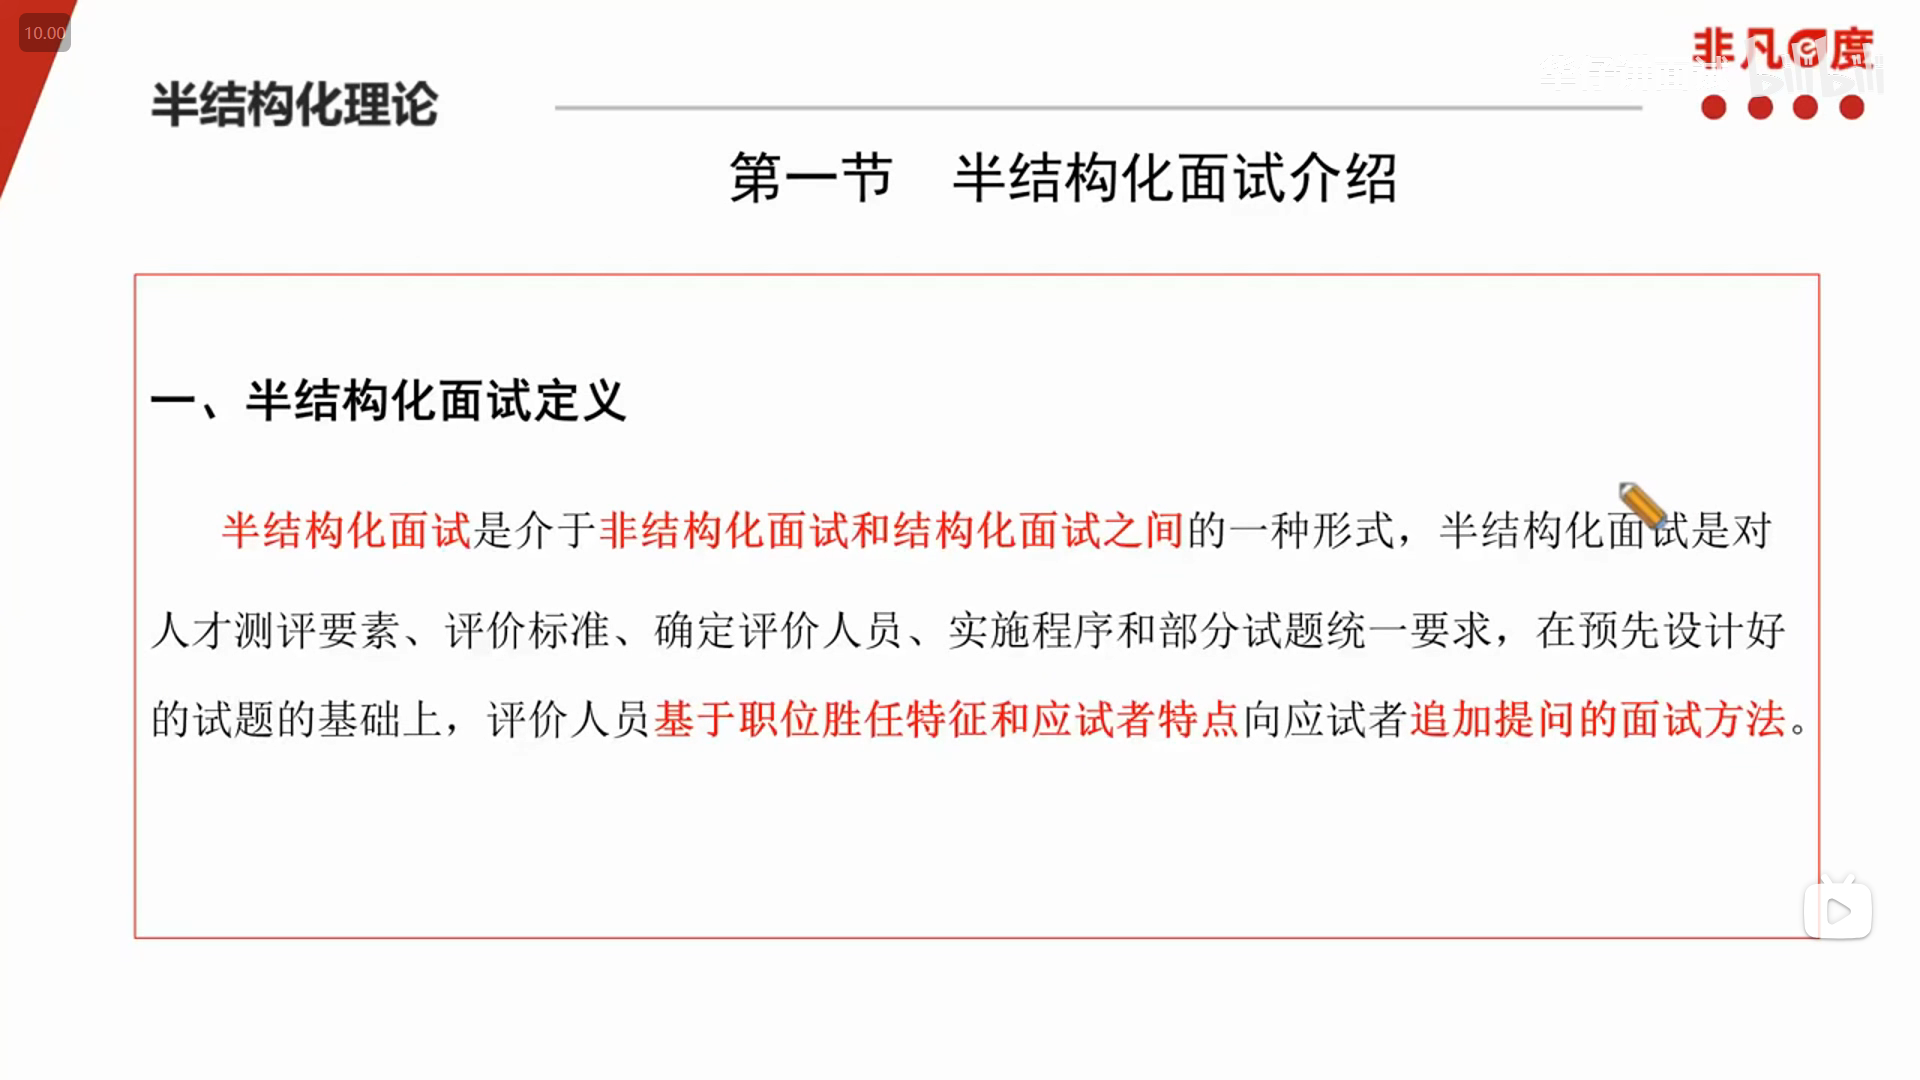 10.00
非凡度
半结构化理论
第一节 半结构化面试介绍
一、半结构化面试定义
半结构化面试是介于非结构化面试和结构化面试之间的一种形式，半结构化面试是对
人才测评要素、评价标准、确定评价人员、实施程序和部分试题统一要求，在预先设计好
的试题的基础上，评价人员基于职位胜任特征和应试者特点向应试者追加提问的面试方法。